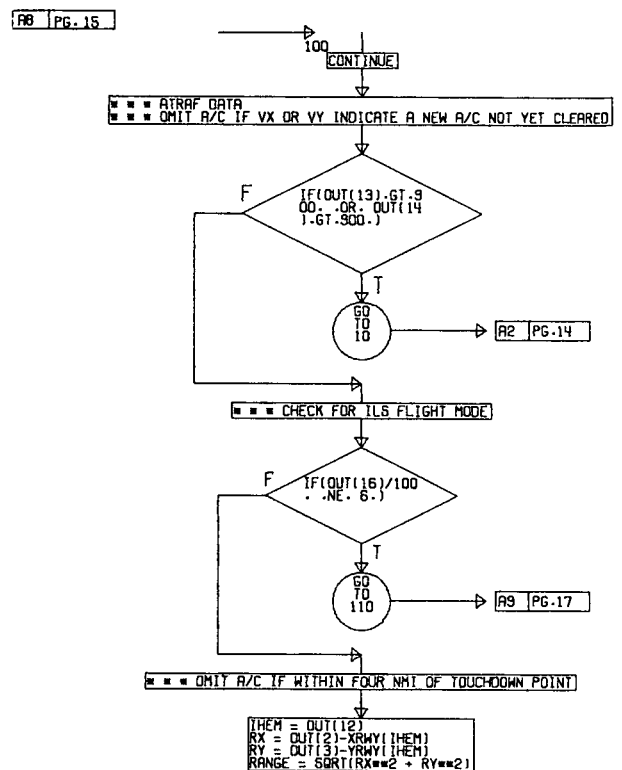 A8 PG.15
100
CONTINUE
* * * ATRAF DATA
* * * OMIT A/C IF VX OR VY INDICATE A NEW A/C NOT YET CLEARED
F
IF(OUT(13).GT.9
00. .OR. OUT(14
).GT.900.)
T
GO
TO
10
A2 PG.14
* * * CHECK FOR ILS FLIGHT MODE
F
IF(OUT(16)/100
. .NE. 6.)
T
GO
TO
110
A9 PG.17
* * * OMIT A/C IF WITHIN FOUR NMI OF TOUCHDOWN POINT
IHEM = OUT(12)
RX = OUT(2)-XRWY(IHEM)
RY = OUT(3)-YRWY(IHEM)
RANGE = SQRT(RX**2 + RY**2)